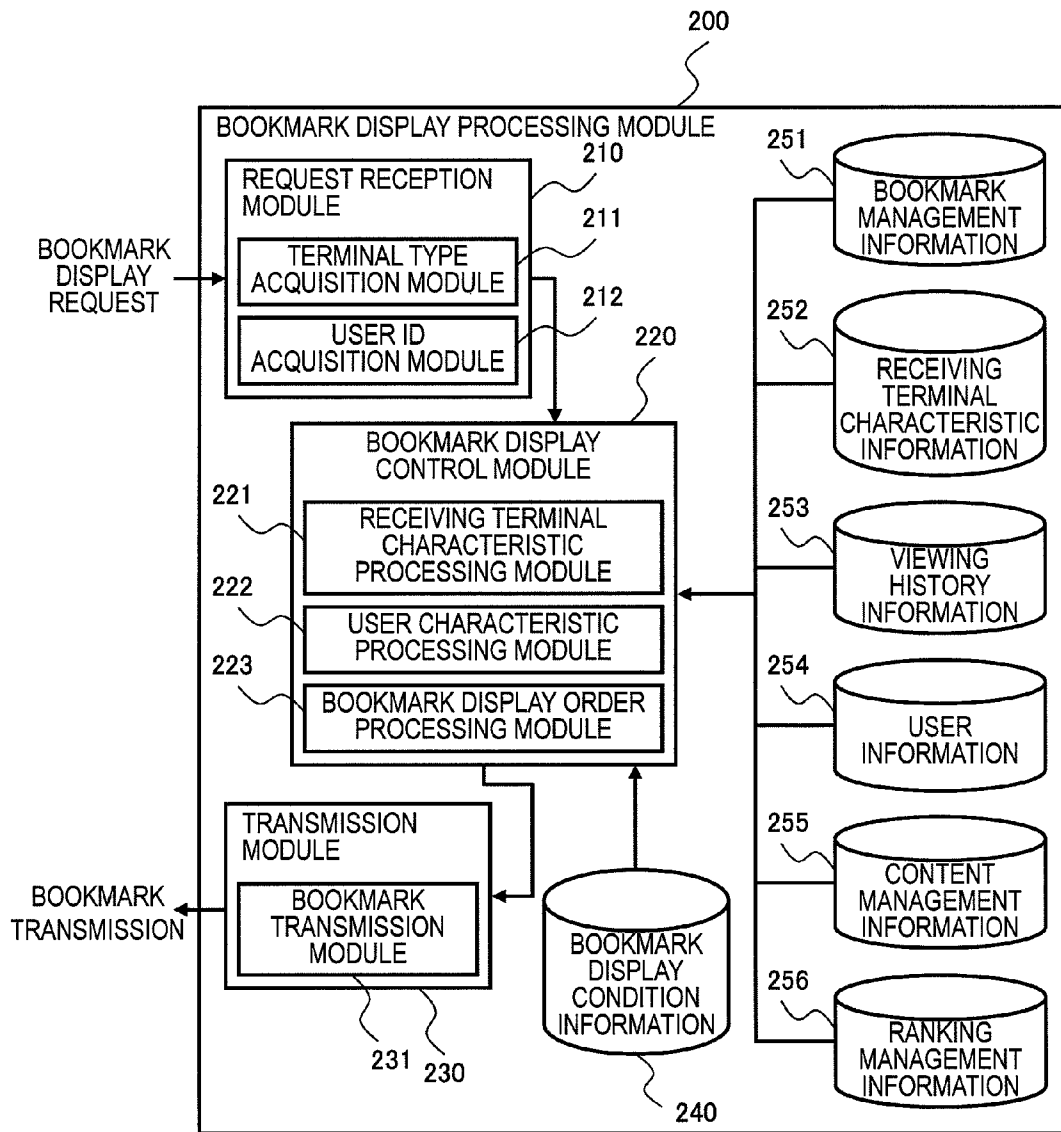 200
BOOKMARK DISPLAY PROCESSING MODULE
210
REQUEST RECEPTION
MODULE
211
TERMINAL TYPE
ACQUISITION MODULE
212
USER ID
ACQUISITION MODULE
BOOKMARK
DISPLAY
REQUEST
220
BOOKMARK DISPLAY
CONTROL MODULE
221
RECEIVING TERMINAL
CHARACTERISTIC
PROCESSING MODULE
222
USER CHARACTERISTIC
PROCESSING MODULE
223
BOOKMARK DISPLAY ORDER
PROCESSING MODULE
TRANSMISSION
MODULE
BOOKMARK
TRANSMISSION
MODULE
231
230
BOOKMARK
TRANSMISSION
BOOKMARK
DISPLAY
CONDITION
INFORMATION
240
251
BOOKMARK
MANAGEMENT
INFORMATION
252
RECEIVING
TERMINAL
CHARACTERISTIC
INFORMATION
253
VIEWING
HISTORY
INFORMATION
254
USER
INFORMATION
255
CONTENT
MANAGEMENT
INFORMATION
256
RANKING
MANAGEMENT
INFORMATION